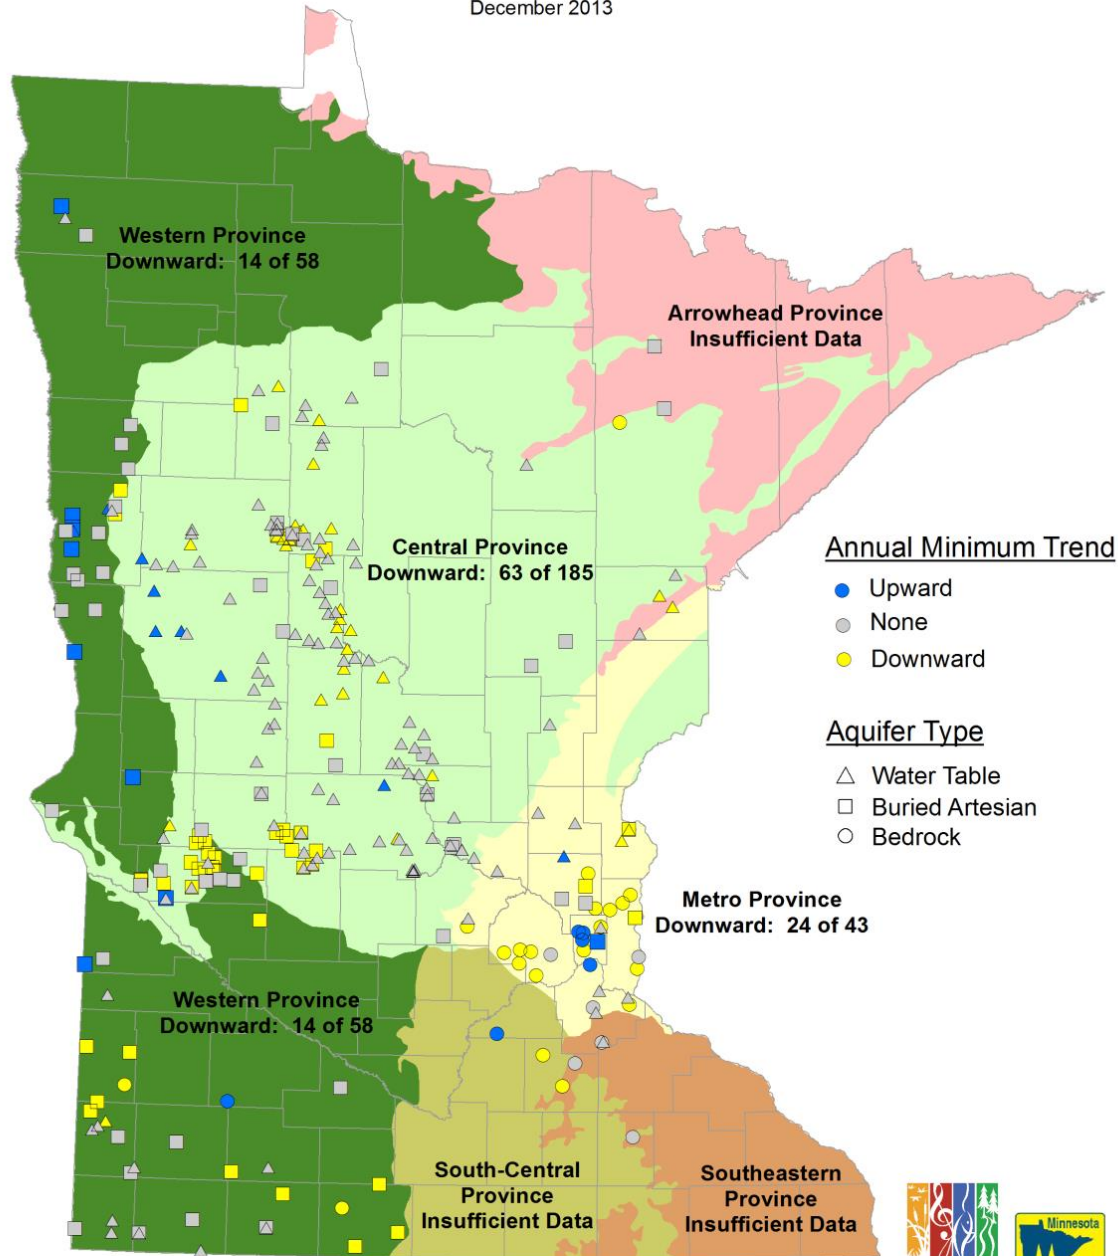 December 2013
Western Province
Downward: 14 of 58
Arrowhead Province
Insufficient Data
Central Province
Downward: 63 of 185
Annual Minimum Trend
Upward
None
Downward
Aquifer Type
Water Table
Buried Artesian
Bedrock
Metro Province
Downward: 24 of 43
Western Province
Downward: 14 of 58
South-Central
Province
Insufficient Data
Southeastern
Province
Insufficient Data
Minnesota